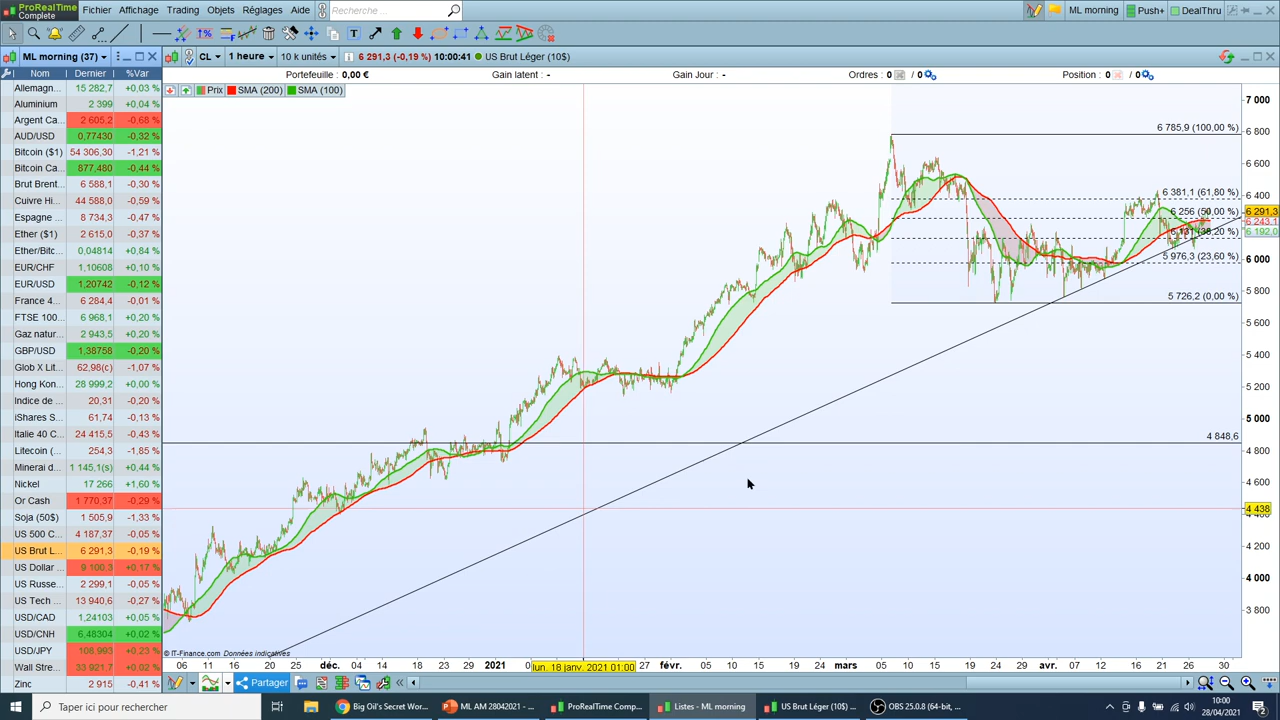 ProRealTime
Complete
Fichier Affichage Trading Objets Réglages Aide Recherche ... ML morning Push+ DealThru
ML morning (37) CL 1 heure 10 k unités 6 291,3 (-0,19 %) 10:00:41 US Brut Léger (10$)
Nom Dernier %Var Portefeuille : 0,00 € Gain latent : - Gain Jour : - Ordres : 0 / 0 Position : 0 / 0
Prix SMA (200) SMA (100)
Allemagn... 15 282,7 +0,03 %
Aluminium 2 399 +0,04 %
Argent Ca... 2 605,2 -0,68 %
AUD/USD 0,77430 -0,32 %
Bitcoin ($1) 54 306,30 -1,21 %
Bitcoin Ca... 877,480 -0,44 %
Brut Brent... 6 588,1 -0,30 %
Cuivre Hi... 44 588,0 -0,59 %
Espagne ... 8 734,3 -0,47 %
Ether ($1) 2 615,0 -0,06 %
Ether/Bitc... 0,04814 +0,84 %
EUR/CHF 1,10608 +0,10 %
EUR/USD 1,20742 -0,12 %
France 4... 6 284,4 -0,01 %
FTSE 100... 6 968,1 +0,20 %
Gaz natur... 2 943,5 +0,20 %
GBP/USD 1,38758 -0,20 %
Glob X Lit... 62,98(c) -1,07 %
Hong Kon... 28 999,2 +0,00 %
Indice de ... 20,31 -0,20 %
iShares S... 61,74 -0,13 %
Italie 40 C... 24 415,5 -0,43 %
Litecoin (... 254,3 -1,85 %
Minerai d... 1 145,1(s) +0,44 %
Nickel 17 266 +1,60 %
Or Cash 1 770,37 -0,29 %
Soja (50$) 1 505,9 -1,33 %
US 500 C... 4 187,37 -0,05 %
US Brut L... 6 291,3 -0,19 %
US Dollar ... 9 100,3 +0,17 %
US Russe... 2 299,1 -0,05 %
US Tech ... 13 940,6 -0,27 %
USD/CAD 1,24103 +0,05 %
USD/CNH 6,48304 +0,02 %
USD/JPY 108,993 +0,23 %
Wall Stre... 33 921,7 +0,02 %
Zinc 2 915 -0,41 %
7 000
6 785,9 (100,00 %) 6 800
6 600
6 381,1 (61,80 %) 6 400
6 256 (50,00 %) 6 291,3
6 243,1
(38,20 %) 6 192,0
5 976,3 (23,60 %) 6 000
5 800
5 726,2 (0,00 %)
5 600
5 400
5 200
5 000
4 848,6
4 800
4 600
4 438
4 200
4 000
3 800
© IT-Finance.com Données indicatives
06 11 16 20 25 déc. 04 14 18 23 29 2021 lun. 18 janv. 2021 01:00 27 févr. 05 10 15 19 24 mars 05 10 15 19 24 28 avr. 07 12 16 21 26 30
Partager
Taper ici pour rechercher Big Oil's Secret Wor... ML AM 28042021 - ... ProRealTime Comp... Listes - ML morning US Brut Léger (10$) ... OBS 25.0.8 (64-bit, ... 10:00
28/04/2021